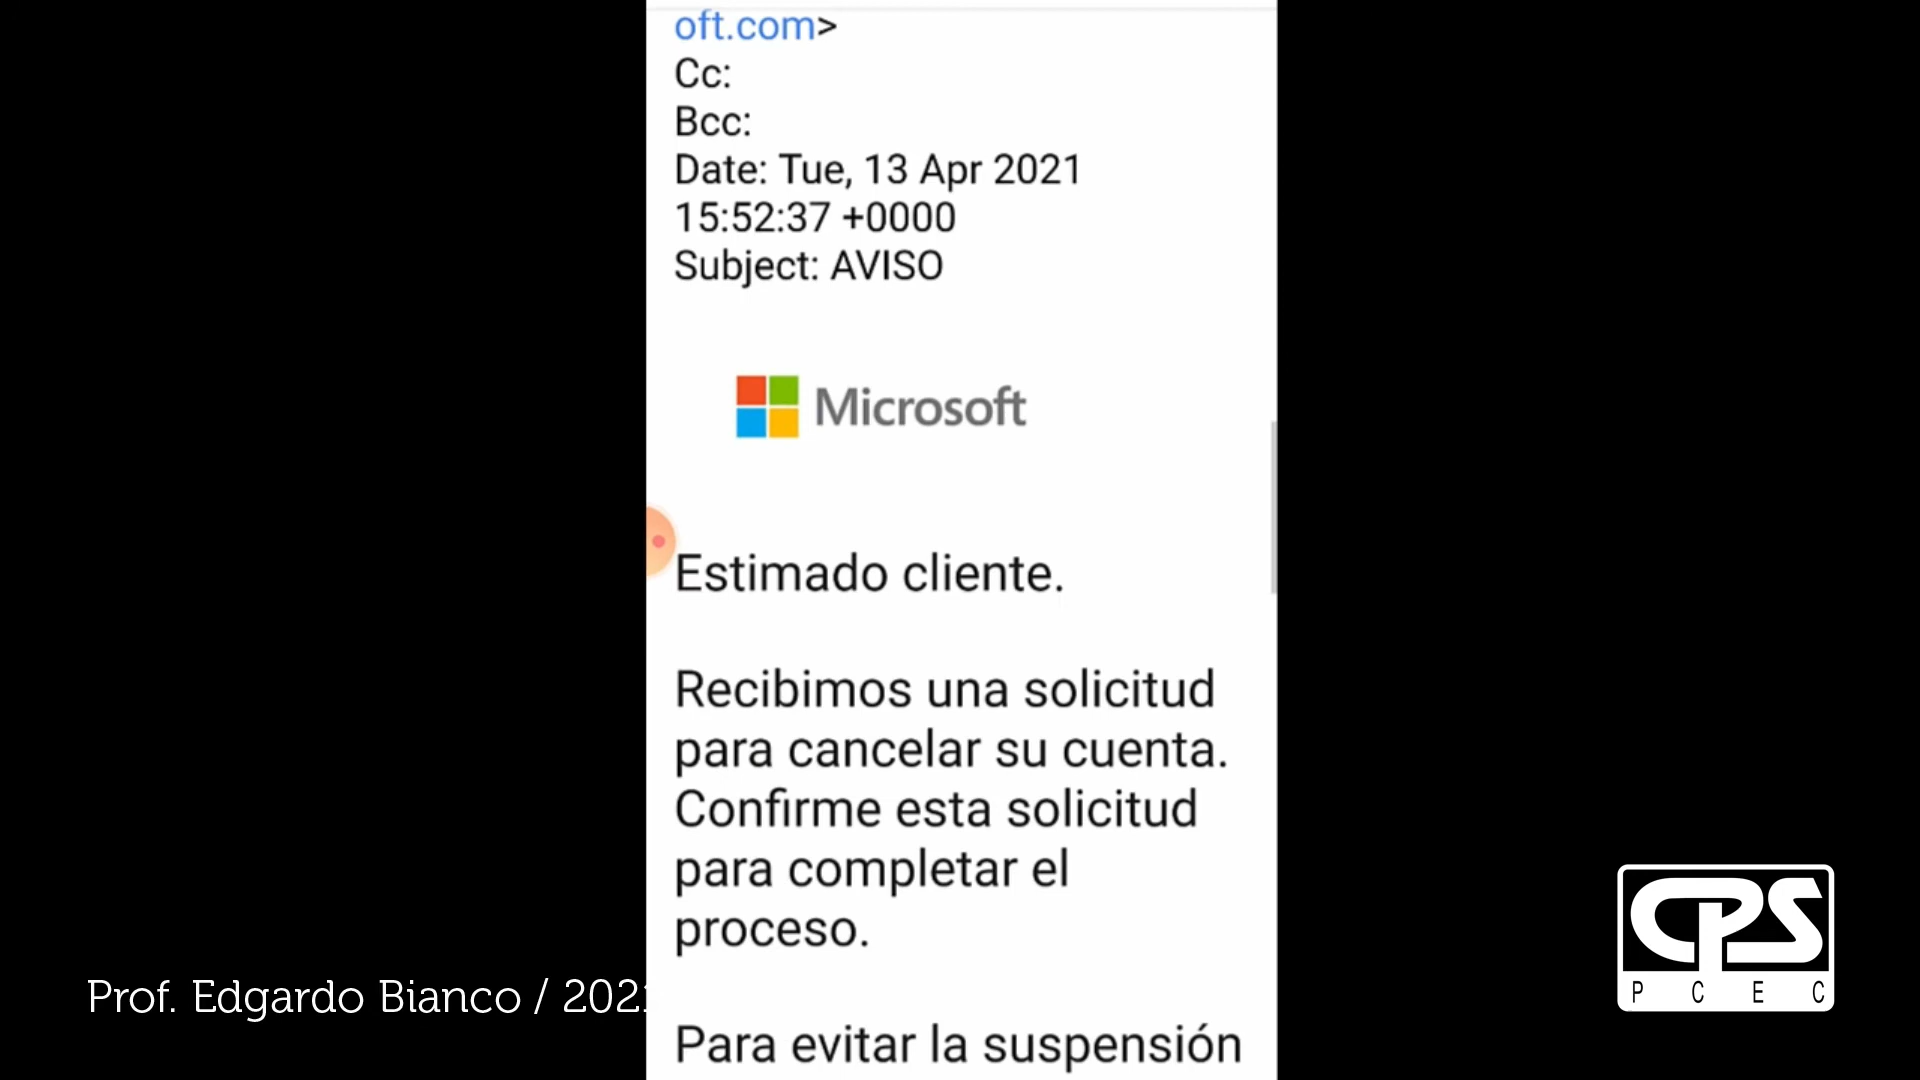 oft.com>
Cc:
Bcc:
Date: Tue, 13 Apr 2021
15:52:37 +0000
Subject: AVISO
Microsoft
Estimado cliente.
Recibimos una solicitud
para cancelar su cuenta.
Confirme esta solicitud
para completar el
proceso.
Para evitar la suspensión
Prof. Edgardo Bianco / 202
CPS
PCEC